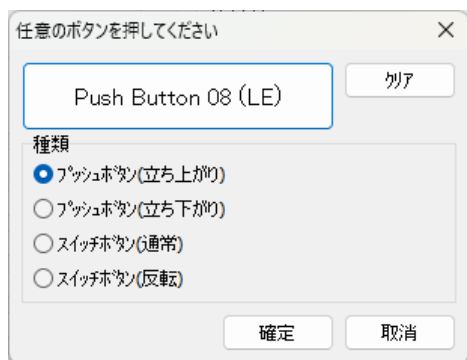 任意のボタンを押してください
Push Button 08 (LE)
ｸﾘｱ
種類
ﾌﾟｯｼｭﾎﾞﾀﾝ(立ち上がり)
ﾌﾟｯｼｭﾎﾞﾀﾝ(立ち下がり)
ｽｲｯﾁﾎﾞﾀﾝ(通常)
ｽｲｯﾁﾎﾞﾀﾝ(反転)
確定
取消